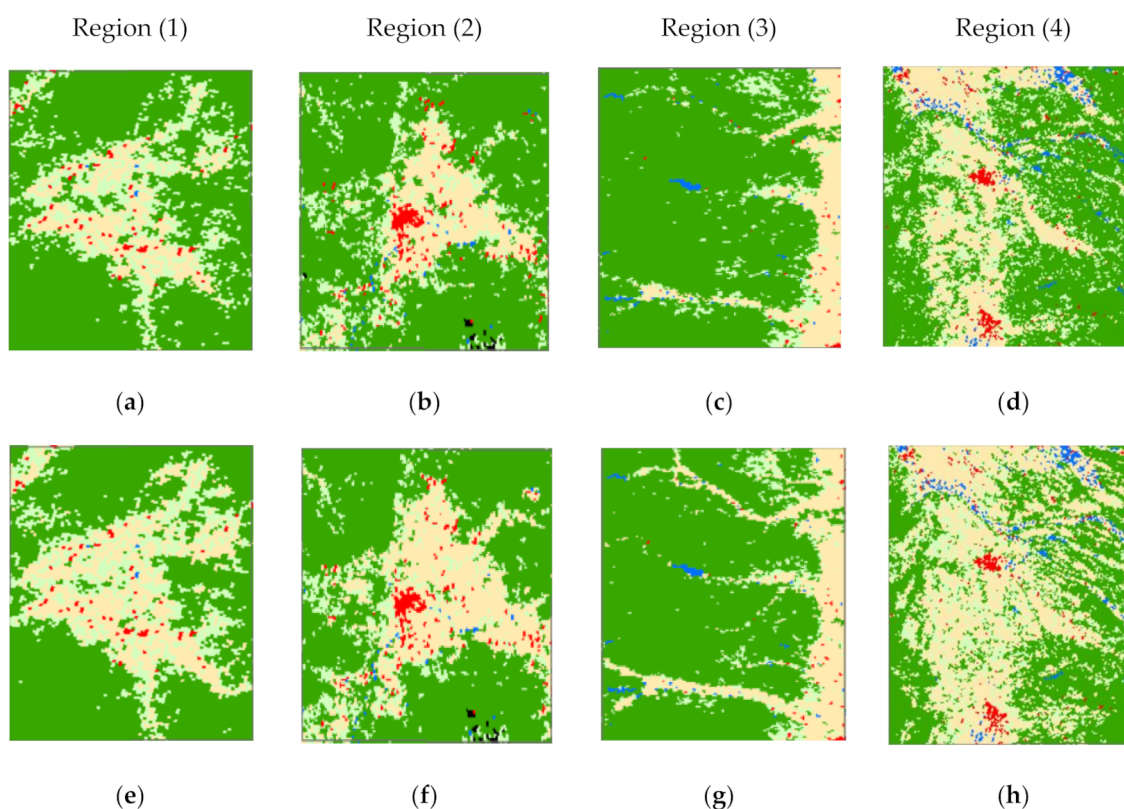 Region (1) Region (2) Region (3) Region (4)
(a) (b) (c) (d)
(e) (f) (g) (h)